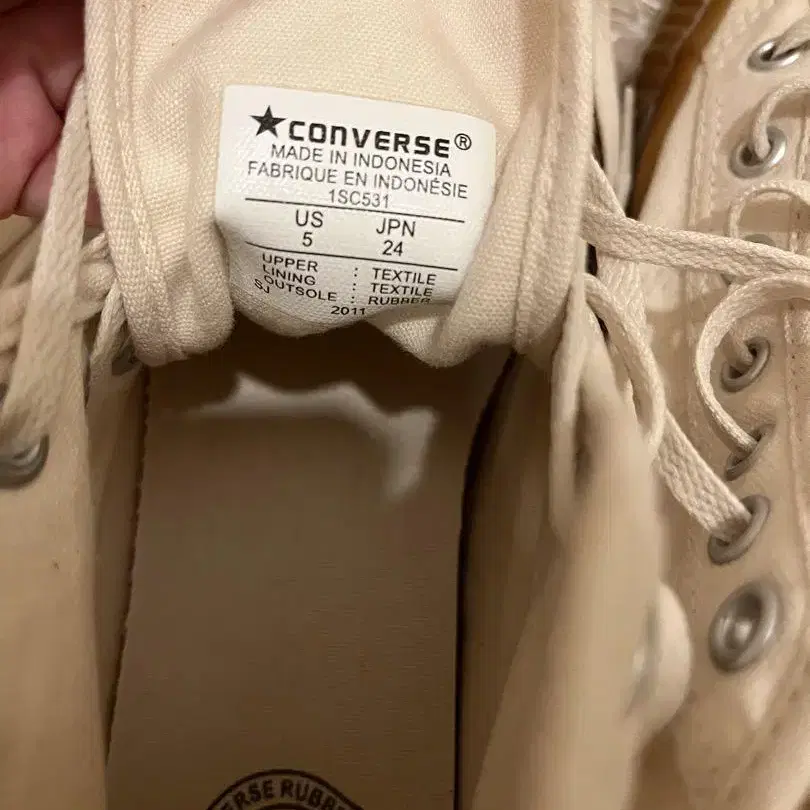 ★CONVERSE®
MADE IN INDONESIA
FABRIQUE EN INDONÉSIE
1SC531
US JPN
5 24
UPPER : TEXTILE
LINING : TEXTILE
OUTSOLE : RUBBER
SJ 2011